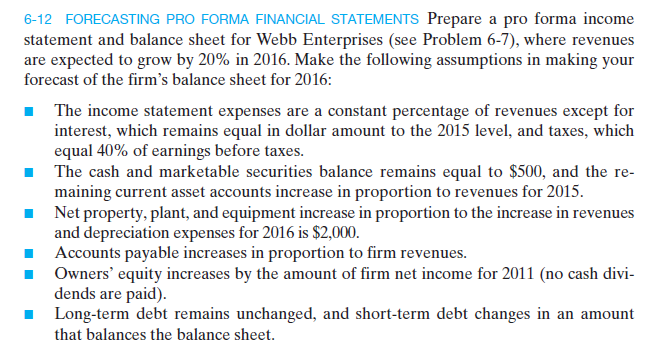 6-12 FORECASTING PRO FORMA FINANCIAL STATEMENTS Prepare a pro forma income
statement and balance sheet for Webb Enterprises (see Problem 6-7), where revenues
are expected to grow by 20% in 2016. Make the following assumptions in making your
forecast of the firm's balance sheet for 2016:
■ The income statement expenses are a constant percentage of revenues except for
interest, which remains equal in dollar amount to the 2015 level, and taxes, which
equal 40% of earnings before taxes.
■ The cash and marketable securities balance remains equal to $500, and the re-
maining current asset accounts increase in proportion to revenues for 2015.
■ Net property, plant, and equipment increase in proportion to the increase in revenues
and depreciation expenses for 2016 is $2,000.
■ Accounts payable increases in proportion to firm revenues.
■ Owners' equity increases by the amount of firm net income for 2011 (no cash divi-
dends are paid).
■ Long-term debt remains unchanged, and short-term debt changes in an amount
that balances the balance sheet.